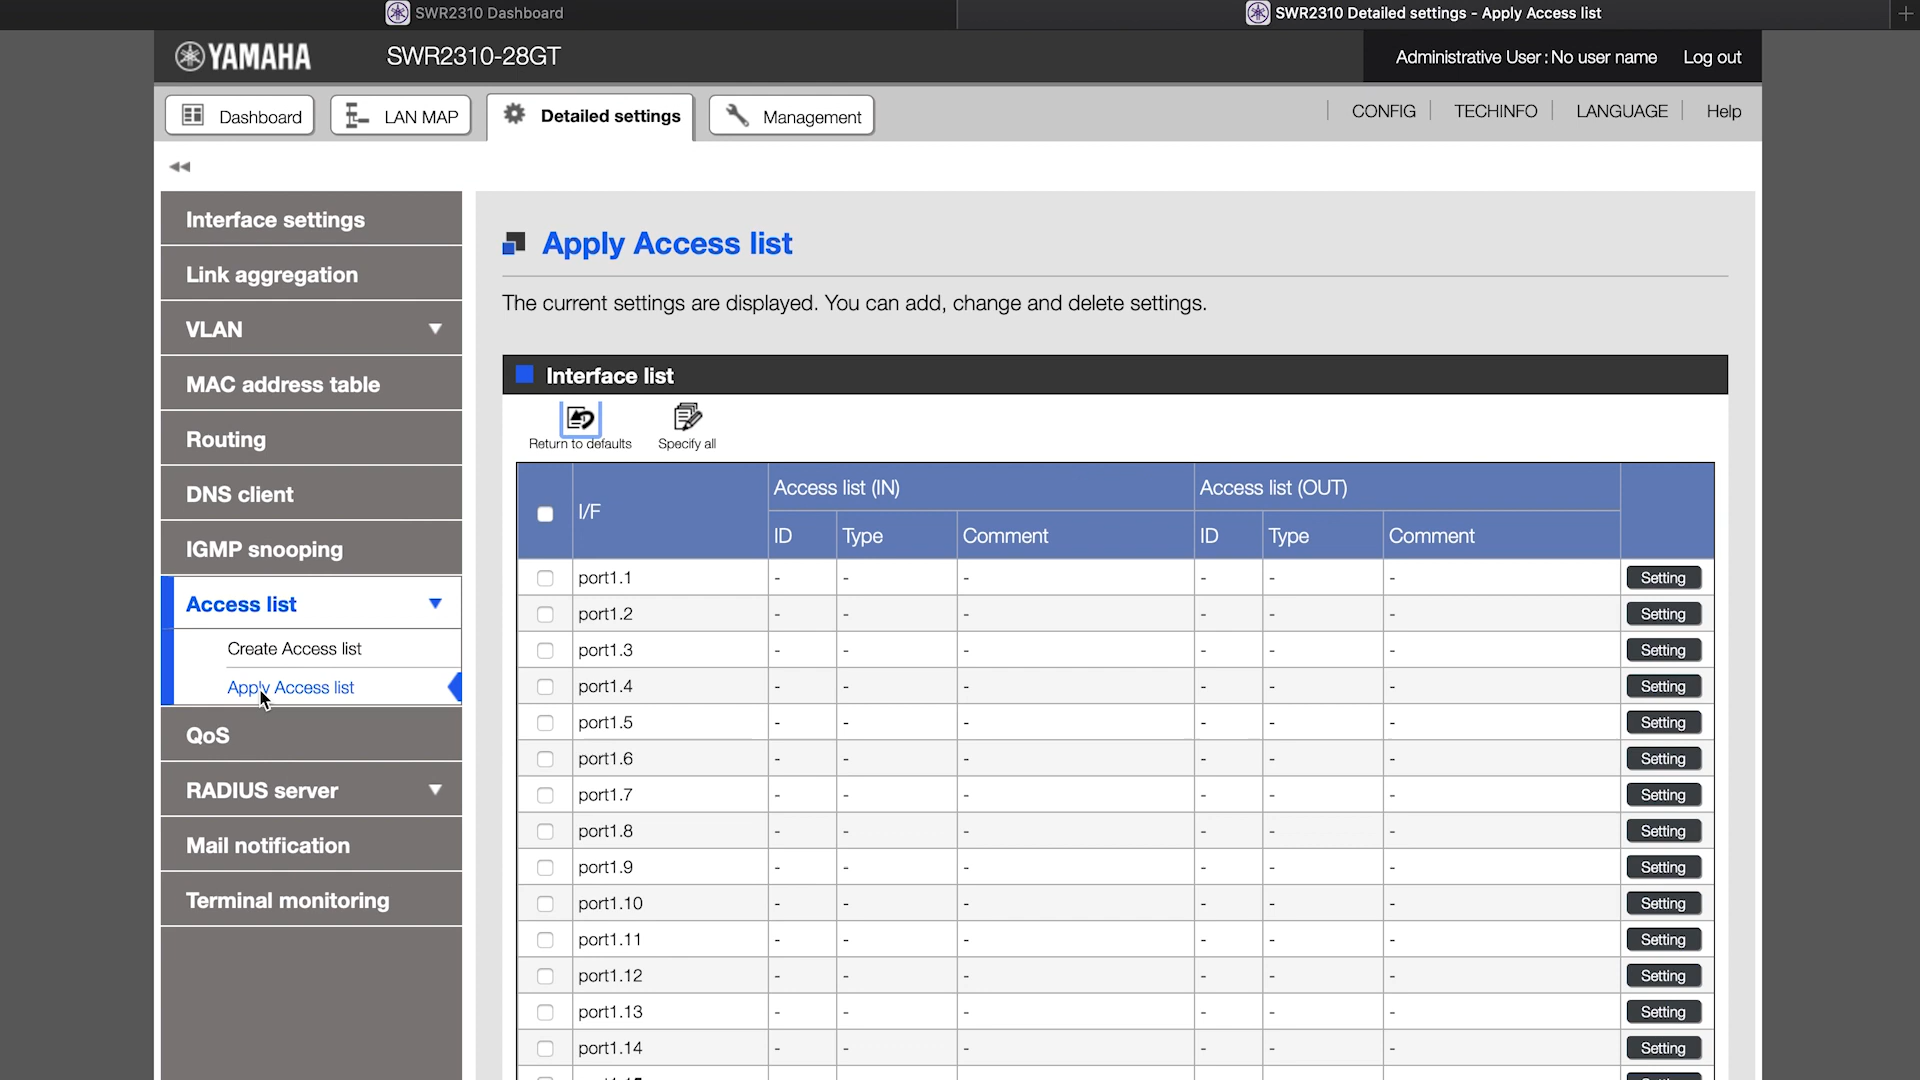 SWR2310 Dashboard
SWR2310 Detailed settings - Apply Access list
YAMAHA
SWR2310-28GT
Administrative User : No user name
Log out
Dashboard
LAN MAP
Detailed settings
Management
CONFIG
TECHINFO
LANGUAGE
Help
Interface settings
Link aggregation
VLAN
MAC address table
Routing
DNS client
IGMP snooping
Access list
Create Access list
Apply Access list
QoS
RADIUS server
Mail notification
Terminal monitoring
Apply Access list
The current settings are displayed. You can add, change and delete settings.
Interface list
Return to defaults
Specify all
I/F
Access list (IN)
Access list (OUT)
ID Type Comment ID Type Comment
port1.1 - - - - - - Setting
port1.2 - - - - - - Setting
port1.3 - - - - - - Setting
port1.4 - - - - - - Setting
port1.5 - - - - - - Setting
port1.6 - - - - - - Setting
port1.7 - - - - - - Setting
port1.8 - - - - - - Setting
port1.9 - - - - - - Setting
port1.10 - - - - - - Setting
port1.11 - - - - - - Setting
port1.12 - - - - - - Setting
port1.13 - - - - - - Setting
port1.14 - - - - - - Setting